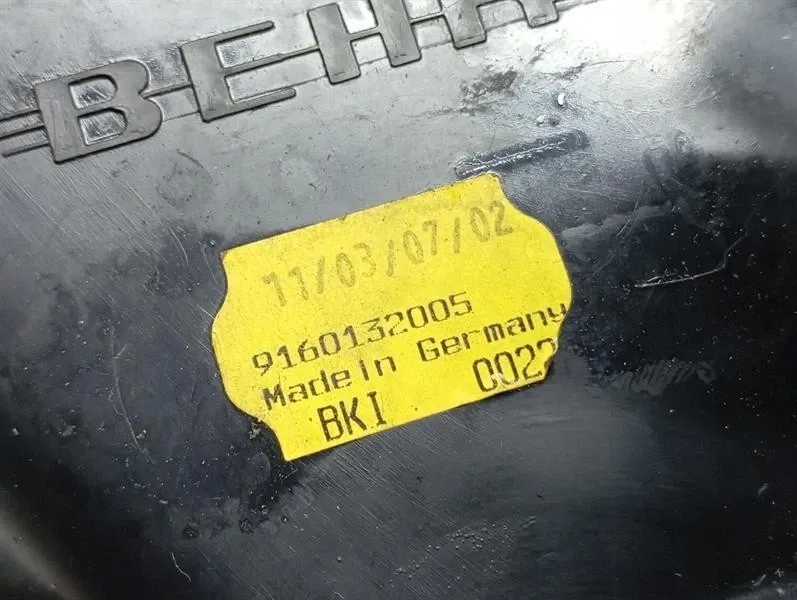 BEHR
11/03/07/02
9160132005
Made in Germany
BKI 0022